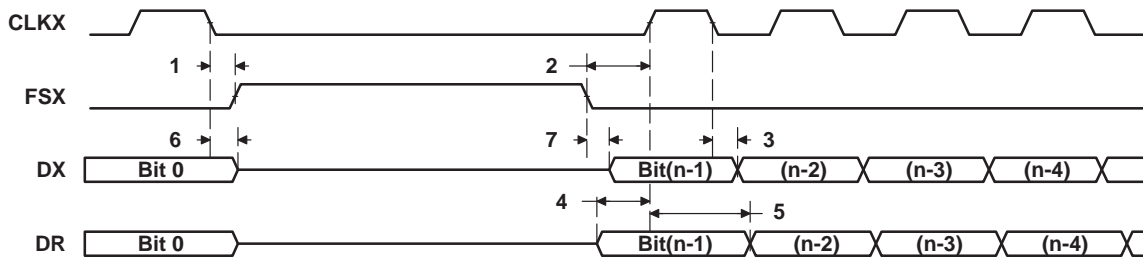 CLKX
1 2
FSX
6 7 3
DX Bit 0 Bit(n-1) (n-2) (n-3) (n-4)
4 5
DR Bit 0 Bit(n-1) (n-2) (n-3) (n-4)